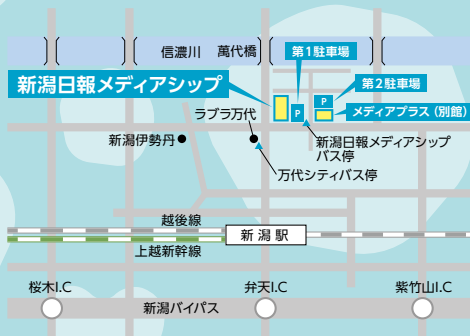 信濃川
萬代橋
第1駐車場
新潟日報メディアシップ
第2駐車場
P
P
メディアプラス(別館)
ラブラ万代
新潟伊勢丹
新潟日報メディアシップ
バス停
万代シティバス停
越後線
新潟駅
上越新幹線
桜木I.C
弁天I.C
紫竹山I.C
新潟バイパス